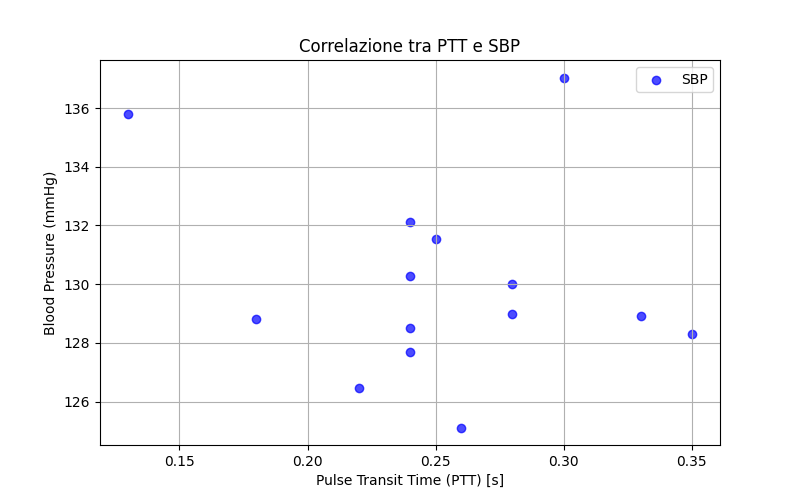 Correlazione tra PTT e SBP
SBP
136
134
132
130
128
126
Blood Pressure (mmHg)
0.15 0.20 0.25 0.30 0.35
Pulse Transit Time (PTT) [s]